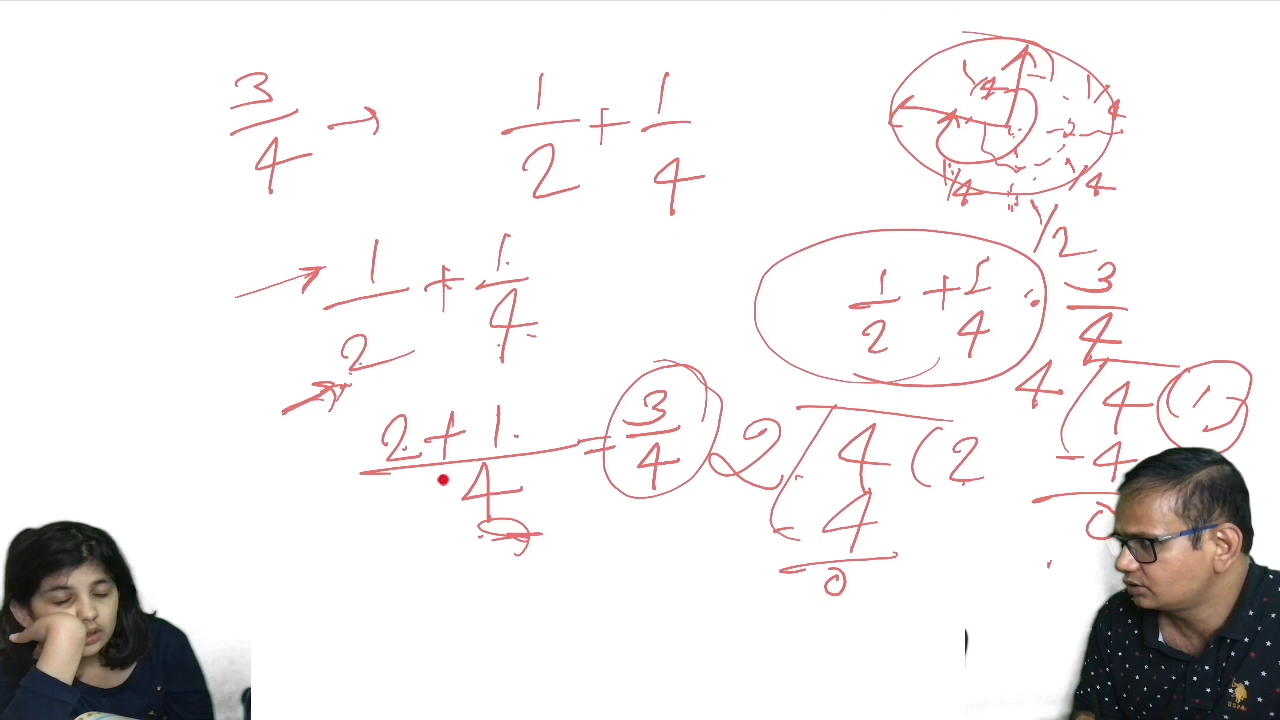 3/4 → 1/2 + 1/4
1/4 1/4
1/4 1/4
1/2
→ 1/2 + 1/4
1/2 + 1/4 : 3/4
2 + 1 / 4 = 3/4
2 ) 4 ( 2
- 4
0
4 ) 4 ( 1
- 4
0